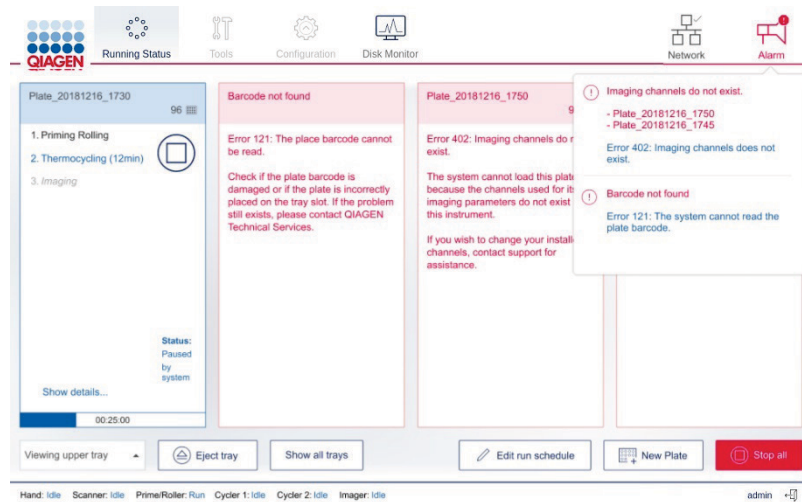 QIAGEN
Running Status
Tools
Configuration
Disk Monitor
Network
Alarm
Plate_20181216_1730
96
1. Priming Rolling
2. Thermocycling (12min)
3. Imaging
Status:
Paused
by
system
Show details...
00:25:00
Barcode not found
Error 121: The place barcode cannot
be read.
Check if the plate barcode is
damaged or if the plate is incorrectly
placed on the tray slot. If the problem
still exists, please contact QIAGEN
Technical Services.
Plate_20181216_1750
9
Error 402: Imaging channels do
exist.
The system cannot load this plate
because the channels used for its
imaging parameters do not exist
this instrument.
If you wish to change your install
channels, contact support for
assistance.
Imaging channels do not exist.
- Plate_20181216_1750
- Plate_20181216_1745
Error 402: Imaging channels does not
exist.
Barcode not found
Error 121: The system cannot read the
plate barcode.
Viewing upper tray
Eject tray
Show all trays
Edit run schedule
New Plate
Stop all
Hand: Idle Scanner: Idle Prime/Roller: Run Cycler 1: Idle Cycler 2: Idle Imager: Idle
admin